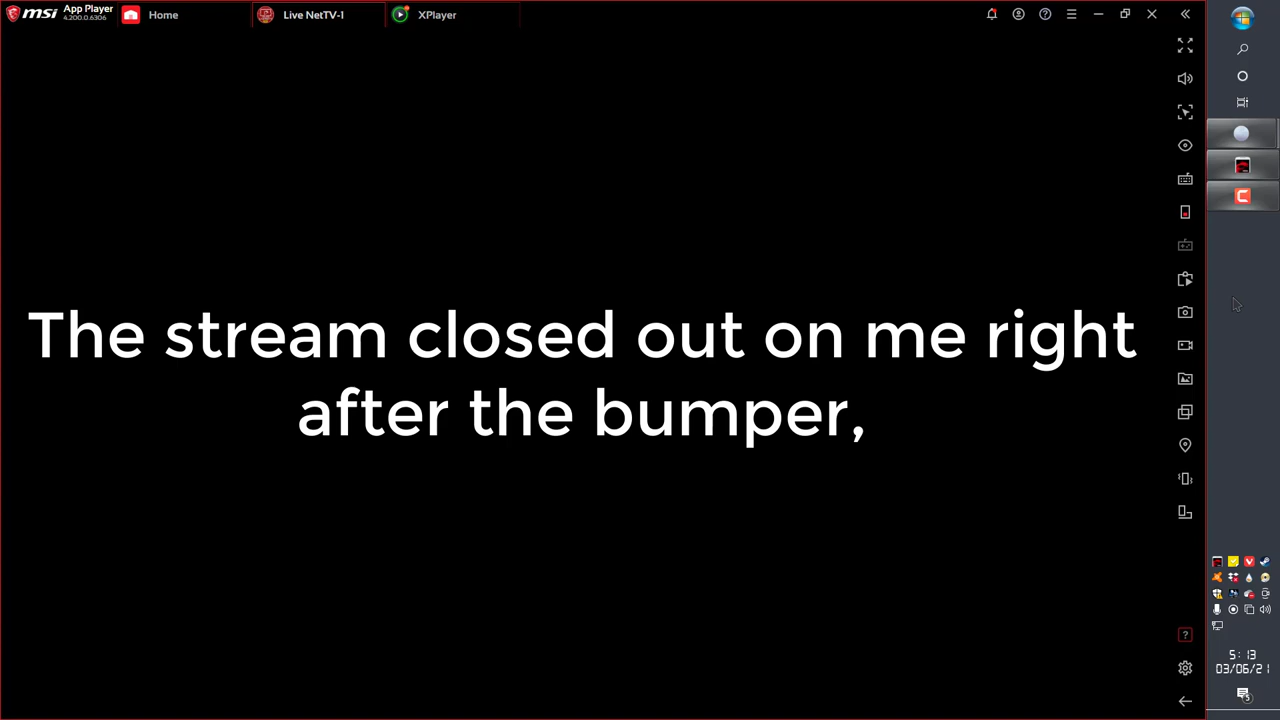 msi App Player
4.200.0.6306
Home
Live NetTV-1
XPlayer
The stream closed out on me right
after the bumper,
5:13
03/06/21
5